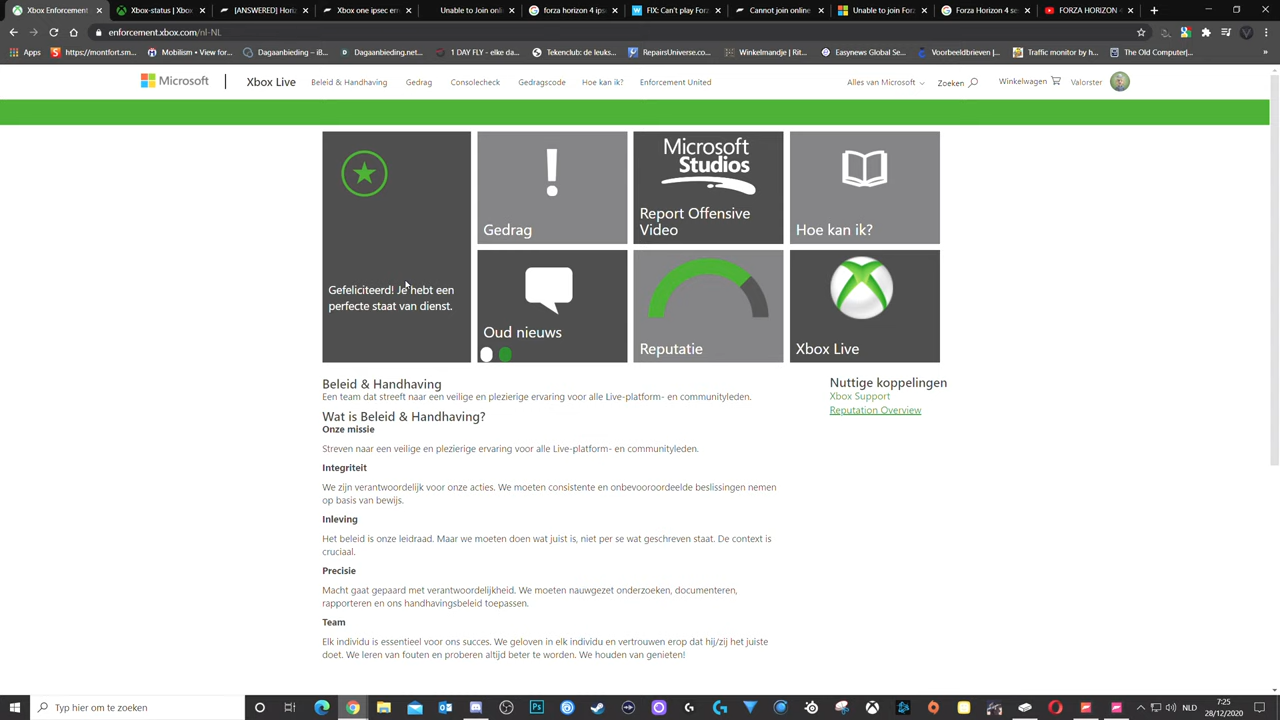 Xbox Enforcement
Xbox-status | Xbox
[ANSWERED] Horiz
Xbox one ipsec er
Unable to Join onli
forza horizon 4 ips
FIX: Can't play Forz
Cannot join online
Unable to join Forz
Forza Horizon 4 se
FORZA HORIZON
enforcement.xbox.com/nl-NL
Apps
https://montfort.sm...
Mobilism • View for...
Dagaanbieding – iB...
Dagaanbieding.net...
1 DAY FLY - elke da...
Tekenclub: de leuks...
RepairsUniverse.co...
Winkelmandje | Rit...
Easynews Global Se...
Voorbeeldbrieven |...
Traffic monitor by h...
The Old Computer|...
»
Microsoft
Xbox Live
Beleid & Handhaving
Gedrag
Consolecheck
Gedragscode
Hoe kan ik?
Enforcement United
Alles van Microsoft
Zoeken
Winkelwagen
Valorster
Gefeliciteerd! Je hebt een
perfecte staat van dienst.
Gedrag
Microsoft
Studios
Report Offensive
Video
Hoe kan ik?
Oud nieuws
Reputatie
Xbox Live
Beleid & Handhaving
Een team dat streeft naar een veilige en plezierige ervaring voor alle Live-platform- en communityleden.
Wat is Beleid & Handhaving?
Onze missie
Streven naar een veilige en plezierige ervaring voor alle Live-platform- en communityleden.
Integriteit
We zijn verantwoordelijk voor onze acties. We moeten consistente en onbevooroordeelde beslissingen nemen
op basis van bewijs.
Inleving
Het beleid is onze leidraad. Maar we moeten doen wat juist is, niet per se wat geschreven staat. De context is
cruciaal.
Precisie
Macht gaat gepaard met verantwoordelijkheid. We moeten nauwgezet onderzoeken, documenteren,
rapporteren en ons handhavingsbeleid toepassen.
Team
Elk individu is essentieel voor ons succes. We geloven in elk individu en vertrouwen erop dat hij/zij het juiste
doet. We leren van fouten en proberen altijd beter te worden. We houden van genieten!
Nuttige koppelingen
Xbox Support
Reputation Overview
Typ hier om te zoeken
Ps
NLD
7:25
28/12/2020